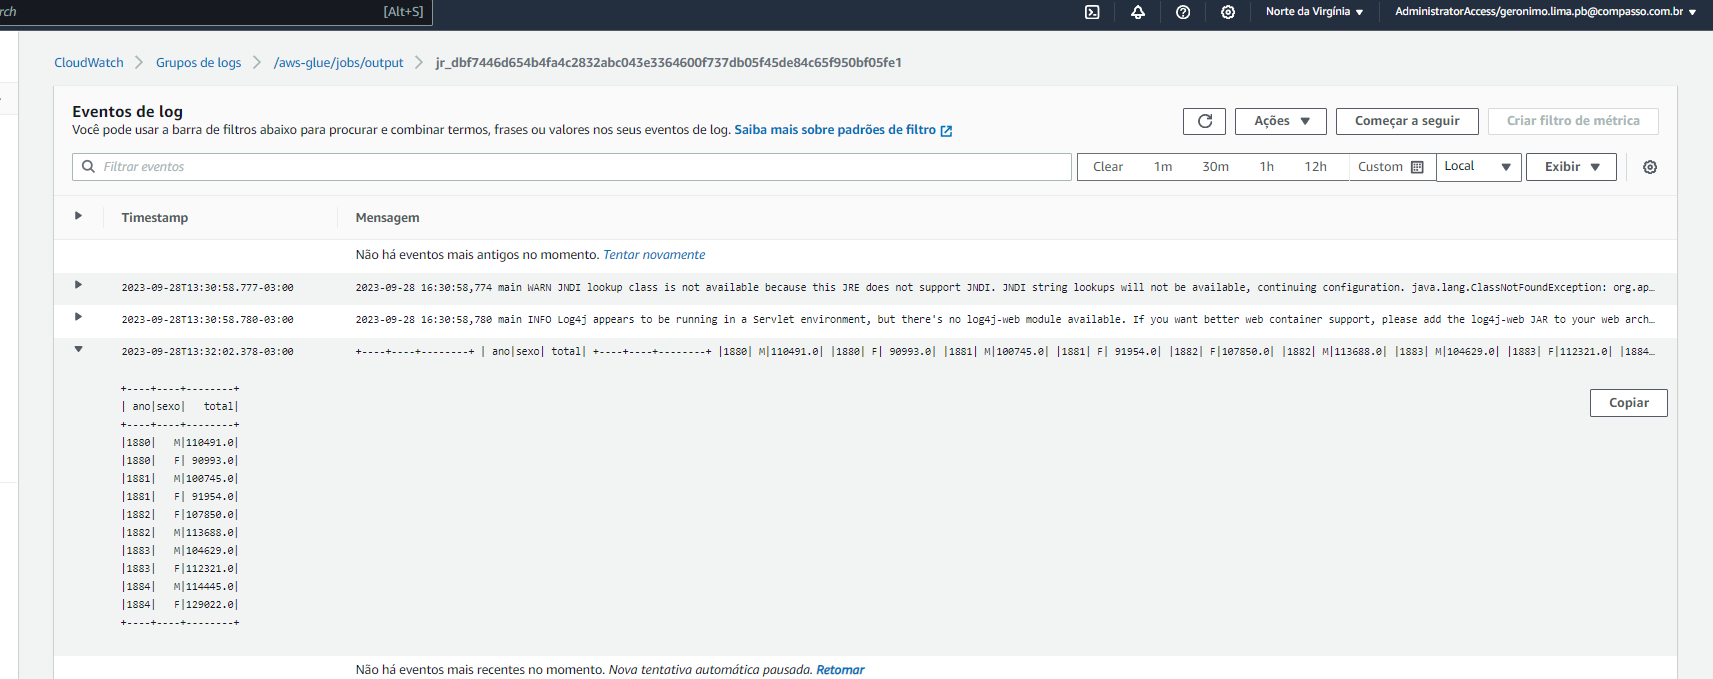 rch [Alt+S] Norte da Virgínia AdministratorAccess/geronimo.lima.pb@compasso.com.br
CloudWatch Grupos de logs /aws-glue/jobs/output jr_dbf7446d654b4fa4c2832abc043e3364600f737db05f45de84c65f950bf05fe1
Eventos de log
Você pode usar a barra de filtros abaixo para procurar e combinar termos, frases ou valores nos seus eventos de log. Saiba mais sobre padrões de filtro
Ações Começar a seguir Criar filtro de métrica
Filtrar eventos Clear 1m 30m 1h 12h Custom Local Exibir
Timestamp Mensagem
Não há eventos mais antigos no momento. Tentar novamente
2023-09-28T13:30:58.777-03:00 2023-09-28 16:30:58,774 main WARN JNDI lookup class is not available because this JRE does not support JNDI. JNDI string lookups will not be available, continuing configuration. java.lang.ClassNotFoundException: org.ap…
2023-09-28T13:30:58.780-03:00 2023-09-28 16:30:58,780 main INFO Log4j appears to be running in a Servlet environment, but there's no log4j-web module available. If you want better web container support, please add the log4j-web JAR to your web arch…
2023-09-28T13:32:02.378-03:00 +----+----+--------+ | ano|sexo| total| +----+----+--------+ |1880| M|110491.0| |1880| F| 90993.0| |1881| M|100745.0| |1881| F| 91954.0| |1882| F|107850.0| |1882| M|113688.0| |1883| M|104629.0| |1883| F|112321.0| |1884…
+----+----+--------+
| ano|sexo|   total|
+----+----+--------+
|1880|   M|110491.0|
|1880|   F| 90993.0|
|1881|   M|100745.0|
|1881|   F| 91954.0|
|1882|   F|107850.0|
|1882|   M|113688.0|
|1883|   M|104629.0|
|1883|   F|112321.0|
|1884|   M|114445.0|
|1884|   F|129022.0|
+----+----+--------+
Copiar
Não há eventos mais recentes no momento. Nova tentativa automática pausada. Retomar